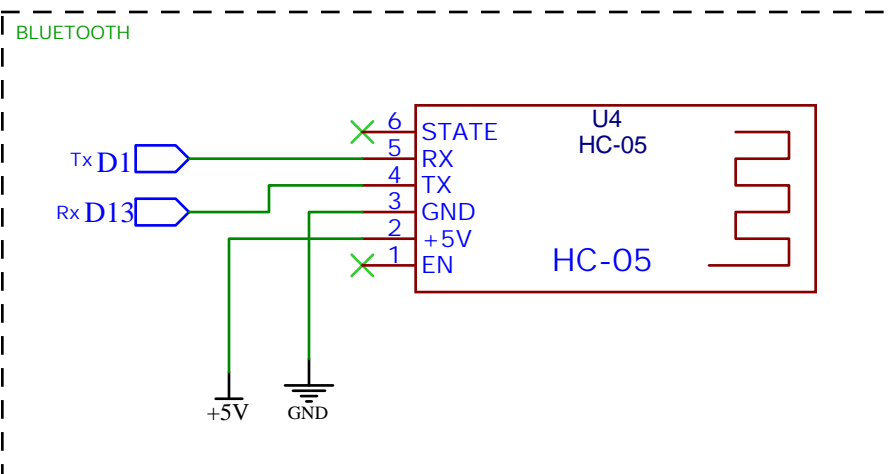 BLUETOOTH
U4
HC-05
6 STATE
Tx D1 5 RX
4 TX
Rx D13 3 GND
2 +5V
1 EN
HC-05
+5V
GND